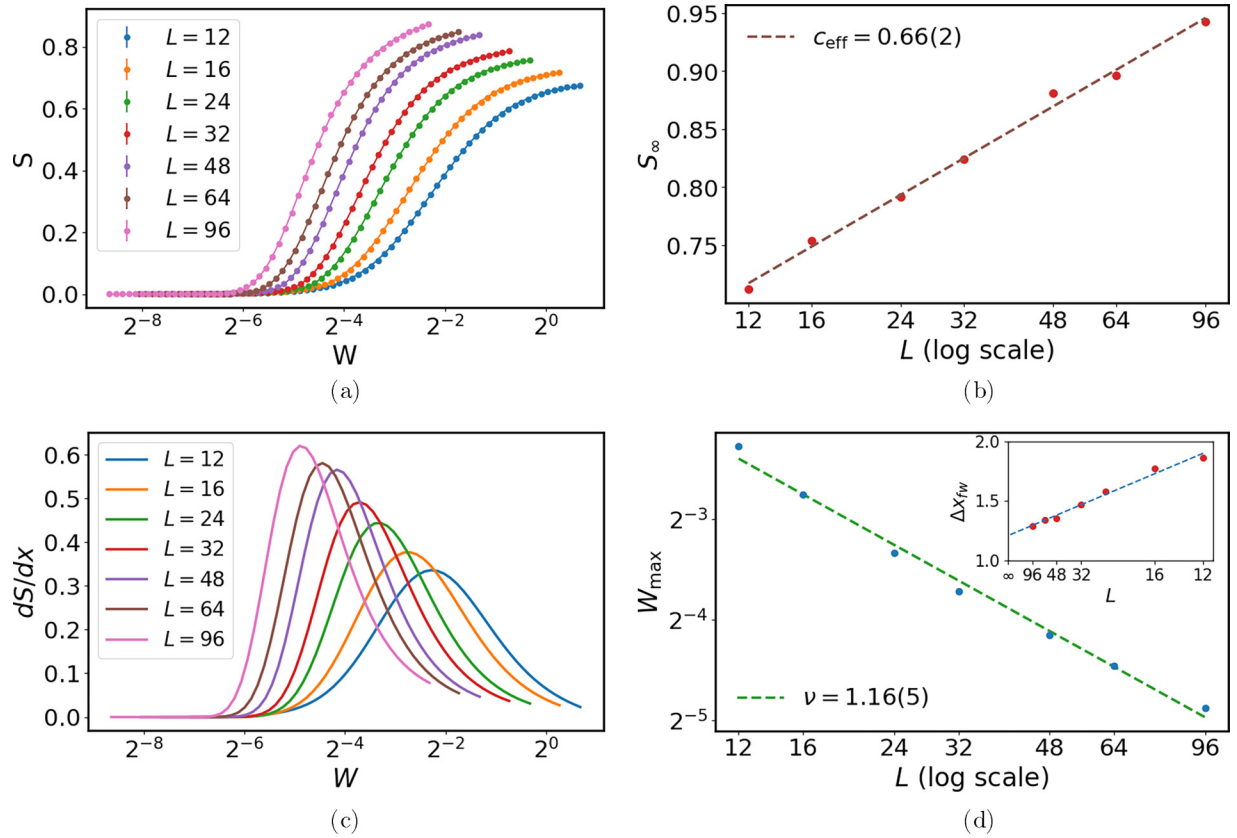 S
0.8
0.6
0.4
0.2
0.0
L = 12
L = 16
L = 24
L = 32
L = 48
L = 64
L = 96
2⁻⁸ 2⁻⁶ 2⁻⁴ 2⁻² 2⁰
W
(a)
S∞
0.95
0.90
0.85
0.80
0.75
c_eff = 0.66(2)
12 16 24 32 48 64 96
L (log scale)
(b)
dS/dx
0.6
0.5
0.4
0.3
0.2
0.1
0.0
L = 12
L = 16
L = 24
L = 32
L = 48
L = 64
L = 96
2⁻⁸ 2⁻⁶ 2⁻⁴ 2⁻² 2⁰
W
(c)
W_max
2⁻³
2⁻⁴
2⁻⁵
Δx_fw
2.0
1.5
1.0
∞ 96 48 32 16 12
L
ν = 1.16(5)
12 16 24 32 48 64 96
L (log scale)
(d)